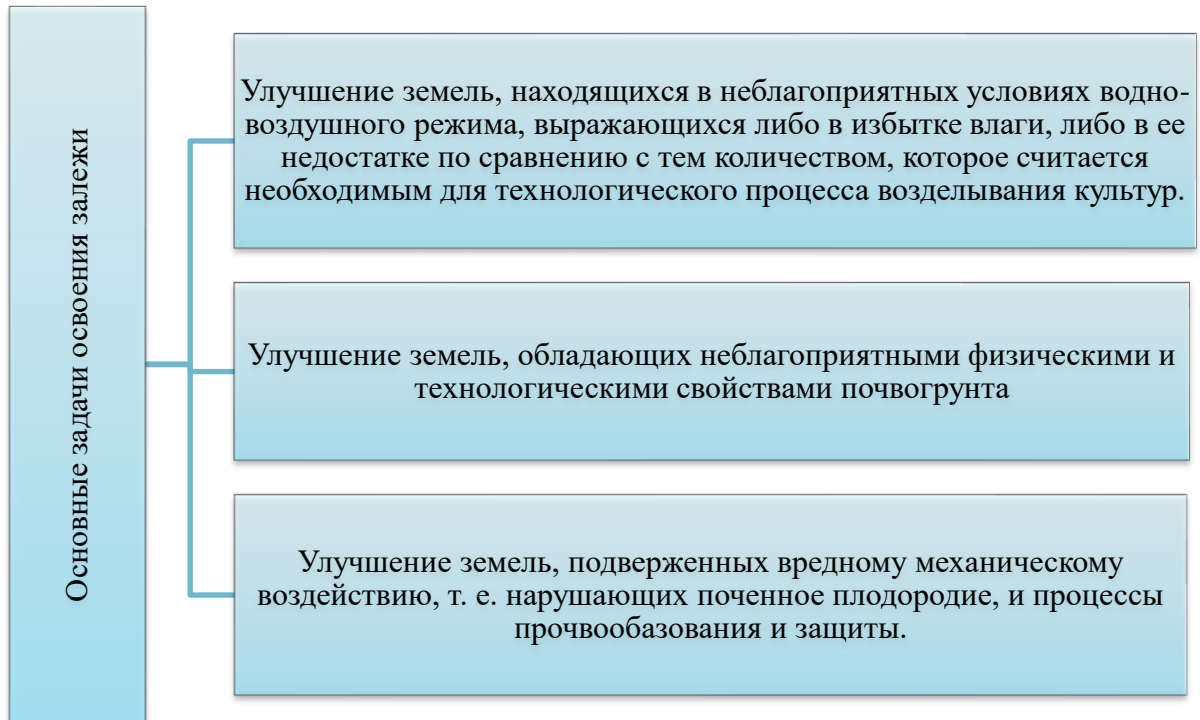 Основные задачи освоения залежи
Улучшение земель, находящихся в неблагоприятных условиях водно-
воздушного режима, выражающихся либо в избытке влаги, либо в ее
недостатке по сравнению с тем количеством, которое считается
необходимым для технологического процесса возделывания культур.
Улучшение земель, обладающих неблагоприятными физическими и
технологическими свойствами почвогрунта
Улучшение земель, подверженных вредному механическому
воздействию, т. е. нарушающих поченное плодородие, и процессы
прочвообазования и защиты.